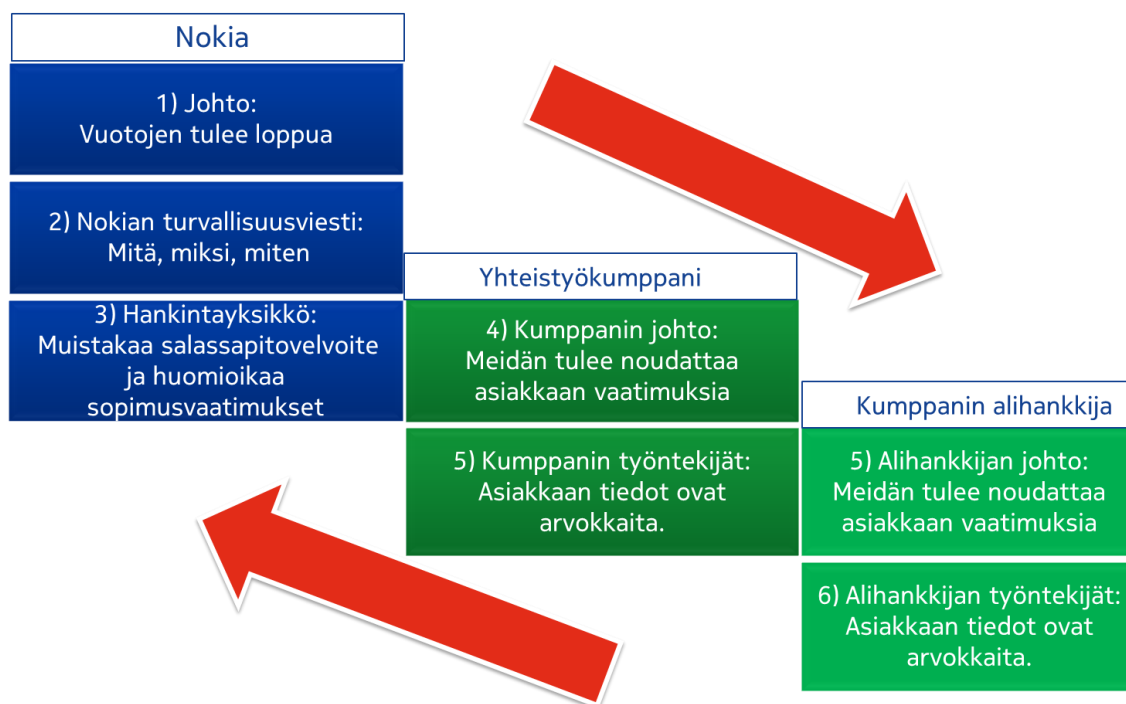 Nokia
1) Johto:
Vuotojen tulee loppua
2) Nokian turvallisuusviesti:
Mitä, miksi, miten
3) Hankintayksikkö:
Muistakaa salassapitovelvoite
ja huomioikaa
sopimusvaatimukset
Yhteistyökumppani
4) Kumppanin johto:
Meidän tulee noudattaa
asiakkaan vaatimuksia
5) Kumppanin työntekijät:
Asiakkaan tiedot ovat
arvokkaita.
Kumppanin alihankkija
5) Alihankkijan johto:
Meidän tulee noudattaa
asiakkaan vaatimuksia
6) Alihankkijan työntekijät:
Asiakkaan tiedot ovat
arvokkaita.